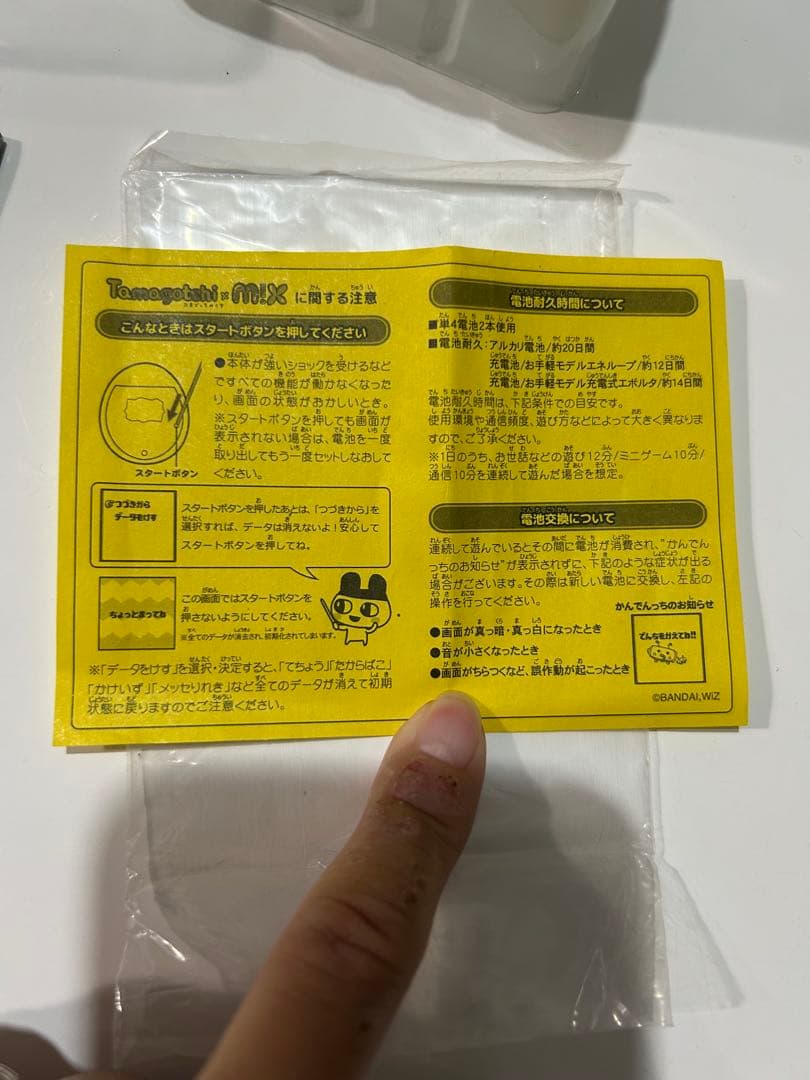 Tamagotchi m!x に関する注意
こんなときはスタートボタンを押してください
●本体が強いショックを受けるなど
ですべての機能が働かなくなった
り、画面の状態がおかしいとき。
※スタートボタンを押しても画面が
表示されない場合は、電池を一度
取り出してもう一度セットしなおして
ください。
スタートボタン
つづきから
データをけす
スタートボタンを押したあとは、「つづきから」を
選択すれば、データは消えないよ！安心して
スタートボタンを押してね。
ちょっとまってね
この画面ではスタートボタンを
押さないようにしてください。
※全てのデータが消去され、初期化されてしまいます。
※「データをけす」を選択・決定すると、「てちょう」「たからばこ」
「かけいず」「メッセりれき」など全てのデータが消えて初期
状態に戻りますのでご注意ください。
電池耐久時間について
■単4電池2本使用
■電池耐久：アルカリ電池/約20日間
充電池/お手軽モデルエネループ/約12日間
充電池/お手軽モデル充電式エボルタ/約14日間
電池耐久時間は、下記条件での目安です。
使用環境や通信頻度、遊び方などによって大きく異なりま
すので、ご了承ください。
※1日のうち、お世話などの遊び12分/ミニゲーム10分/
通信10分を連続して遊んだ場合を想定。
電池交換について
連続して遊んでいるとその間に電池が消費され、“かんでん
っちのお知らせ”が表示されずに、下記のような症状が出る
場合がございます。その際は新しい電池に交換し、左記の
操作を行ってください。
かんでんっちのお知らせ
●画面が真っ暗・真っ白になったとき
●音が小さくなったとき
●画面がちらつくなど、誤作動が起こったとき
でんちをかえてね!!
©BANDAI,WiZ